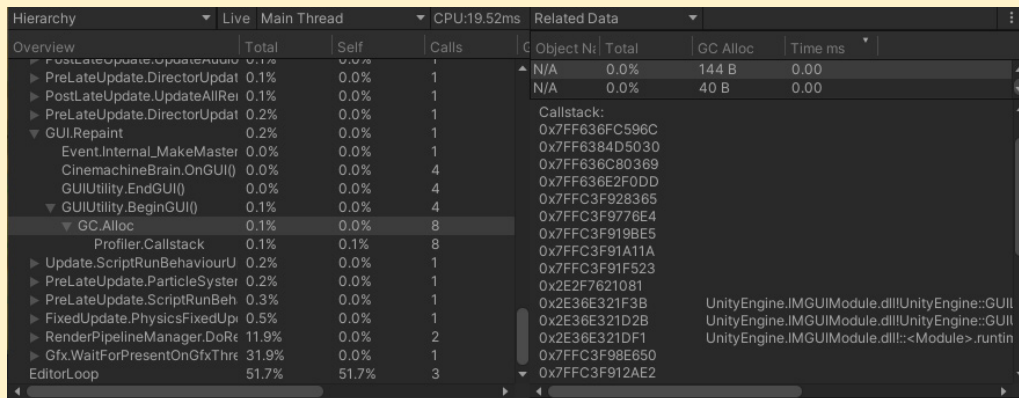 Hierarchy Live Main Thread CPU:19.52ms Related Data
Overview Total Self Calls Object Na Total GC Alloc Time ms
PostLateUpdate.UpdateAudio 0.1% 0.0% 1
PreLateUpdate.DirectorUpdat 0.1% 0.0% 1
PostLateUpdate.UpdateAllRe 0.1% 0.0% 1
PreLateUpdate.DirectorUpdat 0.2% 0.0% 1
GUI.Repaint 0.2% 0.0% 1
Event.Internal_MakeMaster 0.0% 0.0% 1
CinemachineBrain.OnGUI() 0.0% 0.0% 4
GUIUtility.EndGUI() 0.0% 0.0% 4
GUIUtility.BeginGUI() 0.1% 0.0% 4
GC.Alloc 0.1% 0.0% 8
Profiler.Callstack 0.1% 0.1% 8
Update.ScriptRunBehaviourU 0.2% 0.0% 1
PreLateUpdate.ParticleSyster 0.2% 0.0% 1
PreLateUpdate.ScriptRunBeh 0.3% 0.0% 1
FixedUpdate.PhysicsFixedUp 0.5% 0.0% 1
RenderPipelineManager.DoRe 11.9% 0.0% 2
Gfx.WaitForPresentOnGfxThre 31.9% 0.0% 1
EditorLoop 51.7% 51.7% 3
N/A 0.0% 144 B 0.00
N/A 0.0% 40 B 0.00
Callstack:
0x7FF636FC596C
0x7FF6384D5030
0x7FF636C80369
0x7FF636E2F0DD
0x7FFC3F928365
0x7FFC3F9776E4
0x7FFC3F919BE5
0x7FFC3F91A11A
0x7FFC3F91F523
0x2E2F7621081
0x2E36E321F3B UnityEngine.IMGUIModule.dll!UnityEngine::GUIL
0x2E36E321D2B UnityEngine.IMGUIModule.dll!UnityEngine::GUIU
0x2E36E321DF1 UnityEngine.IMGUIModule.dll!::<Module>.runtin
0x7FFC3F98E650
0x7FFC3F912AE2